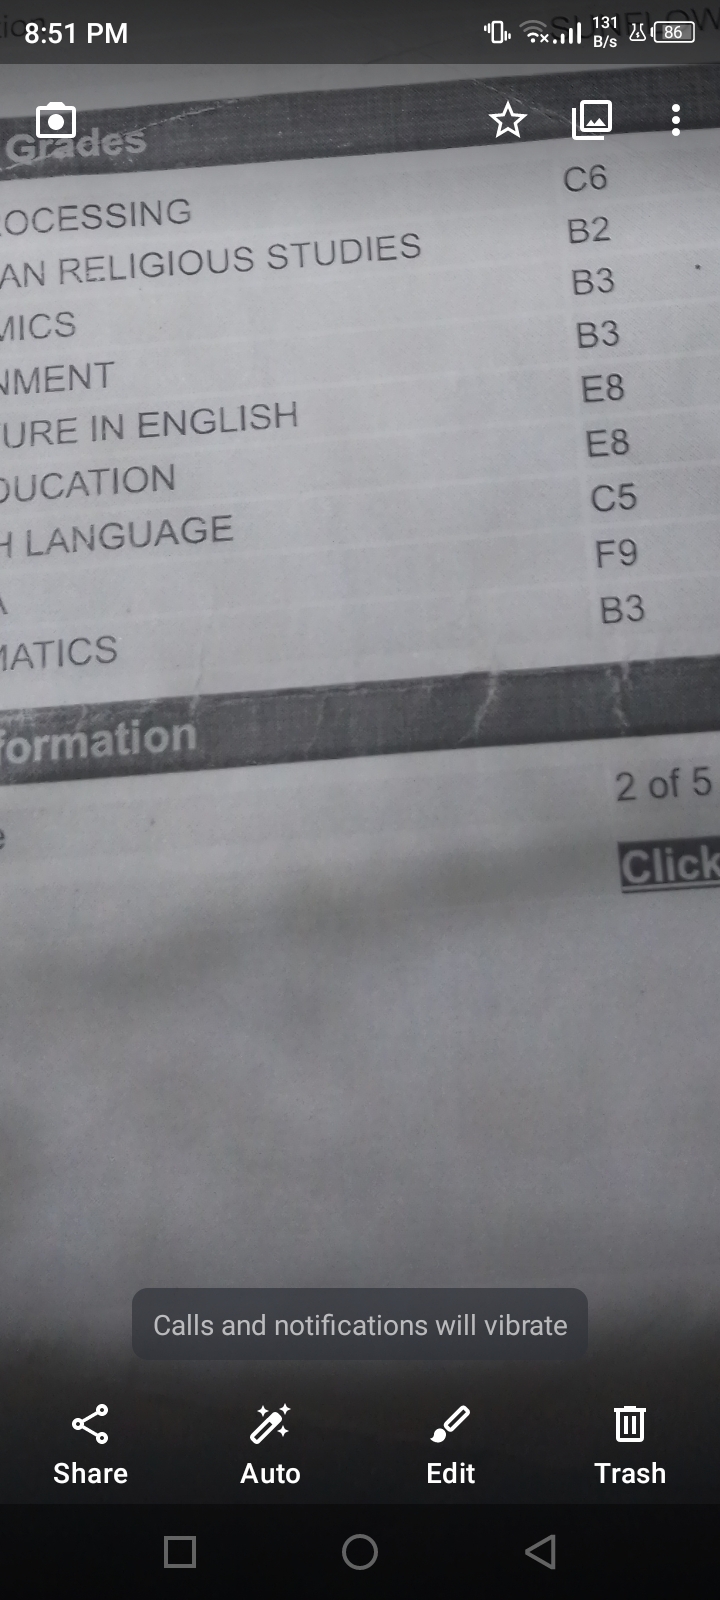 8:51 PM
131 B/s
86
Grades
OCESSING C6
AN RELIGIOUS STUDIES B2
MICS B3
NMENT B3
URE IN ENGLISH E8
DUCATION E8
H LANGUAGE C5
A F9
MATICS B3
formation
e 2 of 5
Click
Calls and notifications will vibrate
Share Auto Edit Trash